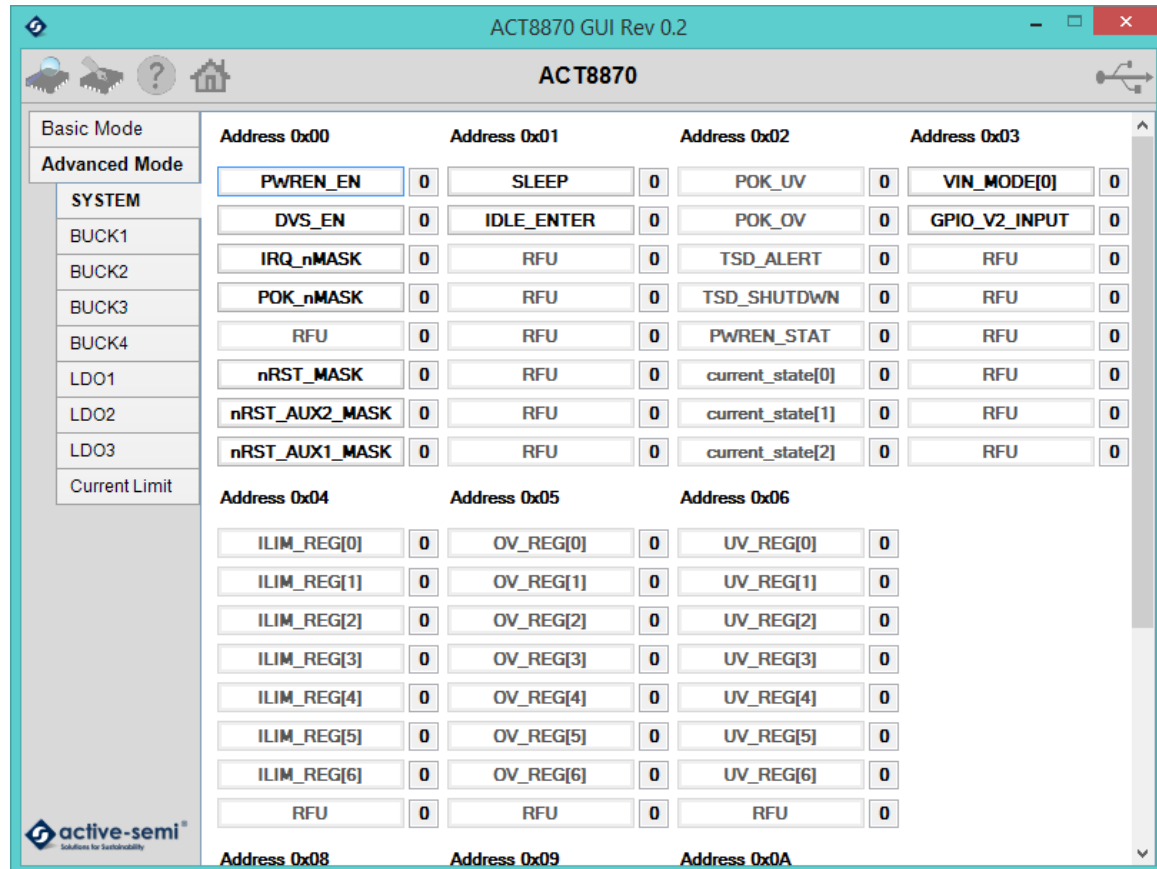 ACT8870 GUI Rev 0.2
ACT8870
Basic Mode
Advanced Mode
SYSTEM
BUCK1
BUCK2
BUCK3
BUCK4
LDO1
LDO2
LDO3
Current Limit
Address 0x00 Address 0x01 Address 0x02 Address 0x03
PWREN_EN 0 SLEEP 0 POK_UV 0 VIN_MODE[0] 0
DVS_EN 0 IDLE_ENTER 0 POK_OV 0 GPIO_V2_INPUT 0
IRQ_nMASK 0 RFU 0 TSD_ALERT 0 RFU 0
POK_nMASK 0 RFU 0 TSD_SHUTDWN 0 RFU 0
RFU 0 RFU 0 PWREN_STAT 0 RFU 0
nRST_MASK 0 RFU 0 current_state[0] 0 RFU 0
nRST_AUX2_MASK 0 RFU 0 current_state[1] 0 RFU 0
nRST_AUX1_MASK 0 RFU 0 current_state[2] 0 RFU 0
Address 0x04 Address 0x05 Address 0x06
ILIM_REG[0] 0 OV_REG[0] 0 UV_REG[0] 0
ILIM_REG[1] 0 OV_REG[1] 0 UV_REG[1] 0
ILIM_REG[2] 0 OV_REG[2] 0 UV_REG[2] 0
ILIM_REG[3] 0 OV_REG[3] 0 UV_REG[3] 0
ILIM_REG[4] 0 OV_REG[4] 0 UV_REG[4] 0
ILIM_REG[5] 0 OV_REG[5] 0 UV_REG[5] 0
ILIM_REG[6] 0 OV_REG[6] 0 UV_REG[6] 0
RFU 0 RFU 0 RFU 0
Address 0x08 Address 0x09 Address 0x0A
active-semi®
Solutions for Sustainability